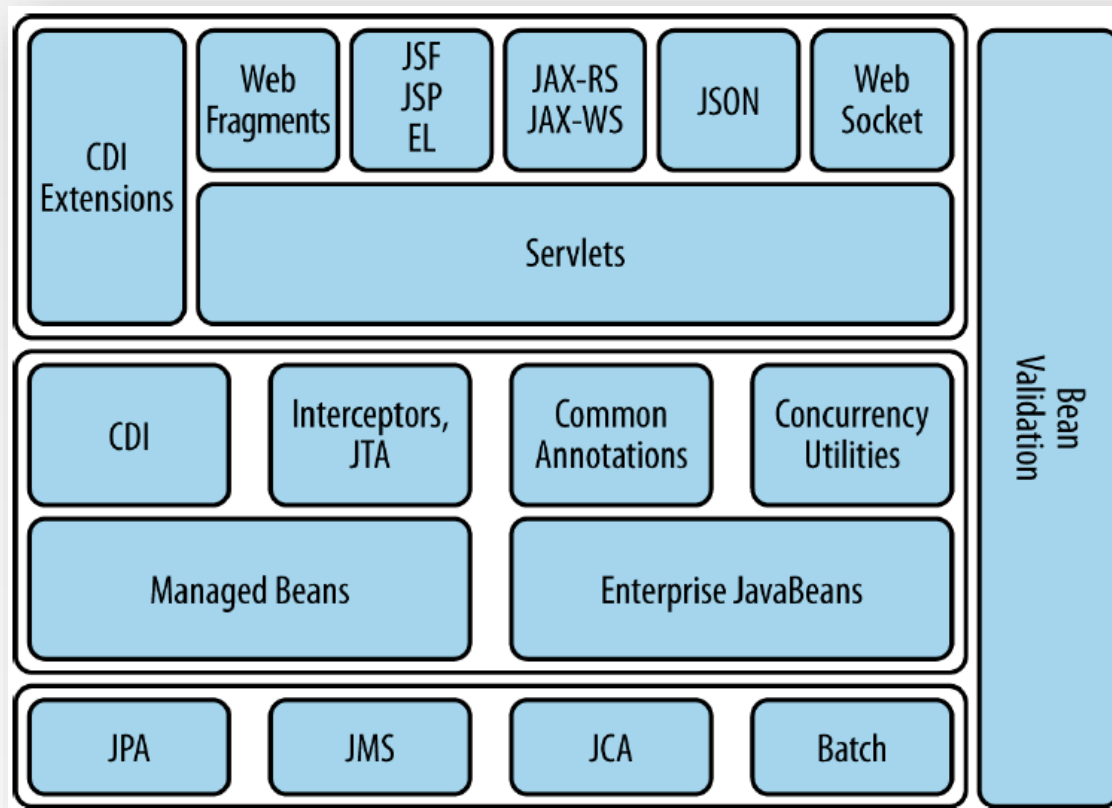 CDI
Extensions
Web
Fragments
JSF
JSP
EL
JAX-RS
JAX-WS
JSON
Web
Socket
Servlets
CDI
Interceptors,
JTA
Common
Annotations
Concurrency
Utilities
Managed Beans
Enterprise JavaBeans
JPA
JMS
JCA
Batch
Bean
Validation